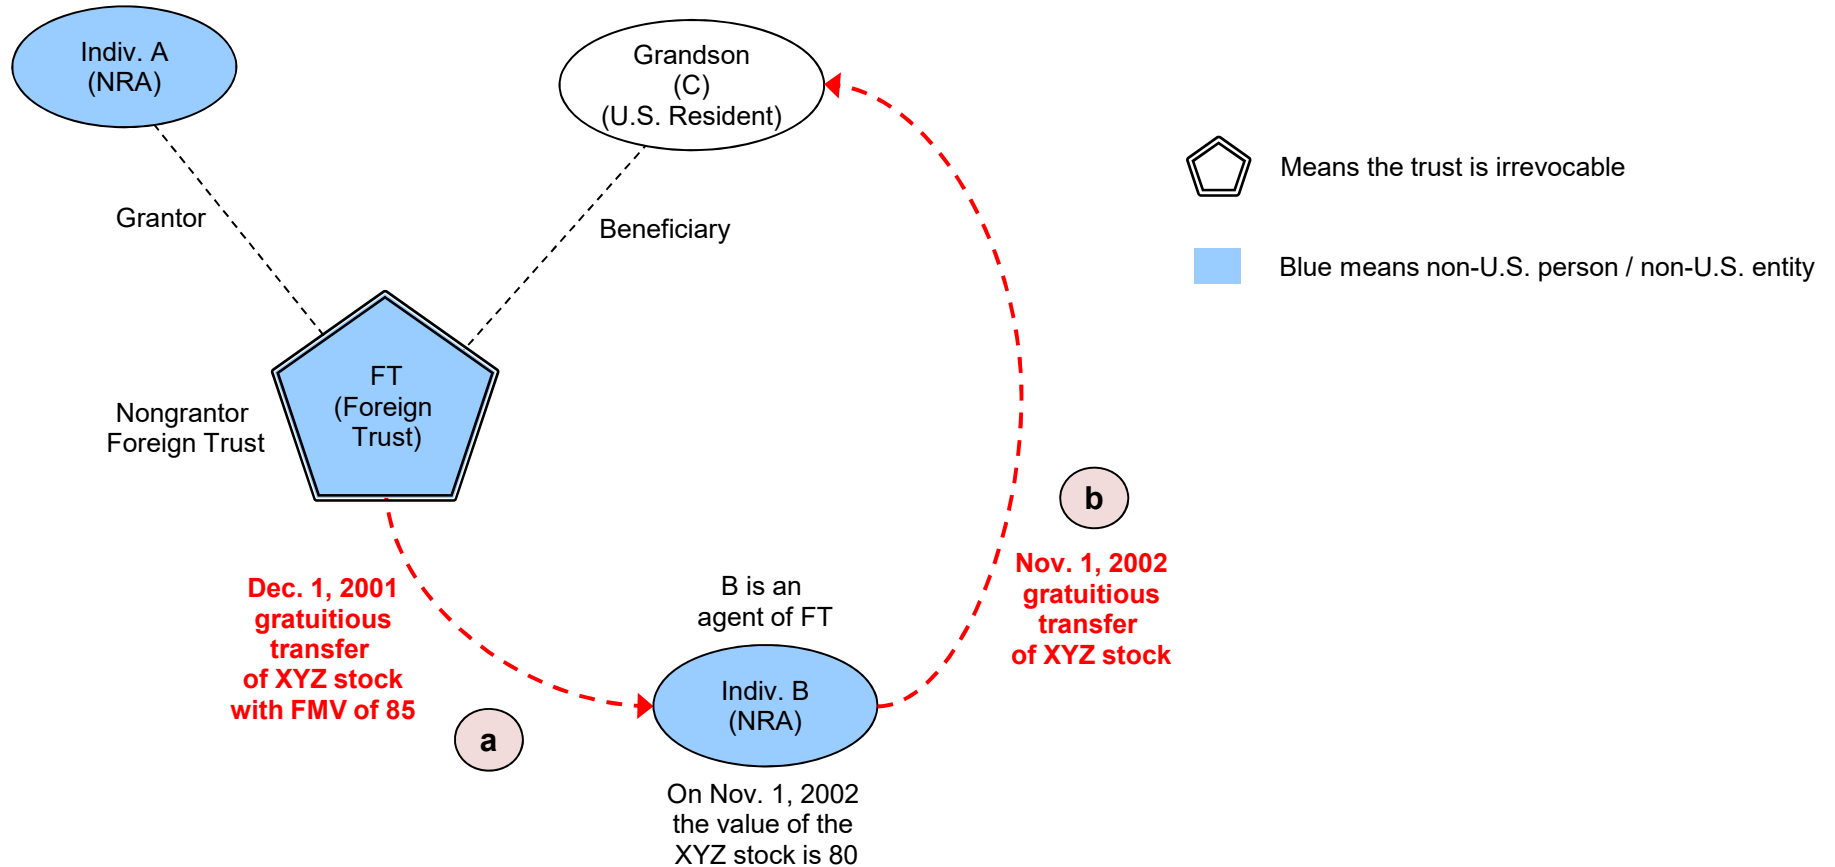 Indiv. A
(NRA)
Grandson
(C)
(U.S. Resident)
Means the trust is irrevocable
Grantor
Beneficiary
Blue means non-U.S. person / non-U.S. entity
FT
(Foreign
Trust)
Nongrantor
Foreign Trust
b
Nov. 1, 2002
gratuitious
transfer
of XYZ stock
Dec. 1, 2001
gratuitious
transfer
of XYZ stock
with FMV of 85
B is an
agent of FT
a
Indiv. B
(NRA)
On Nov. 1, 2002
the value of the
XYZ stock is 80